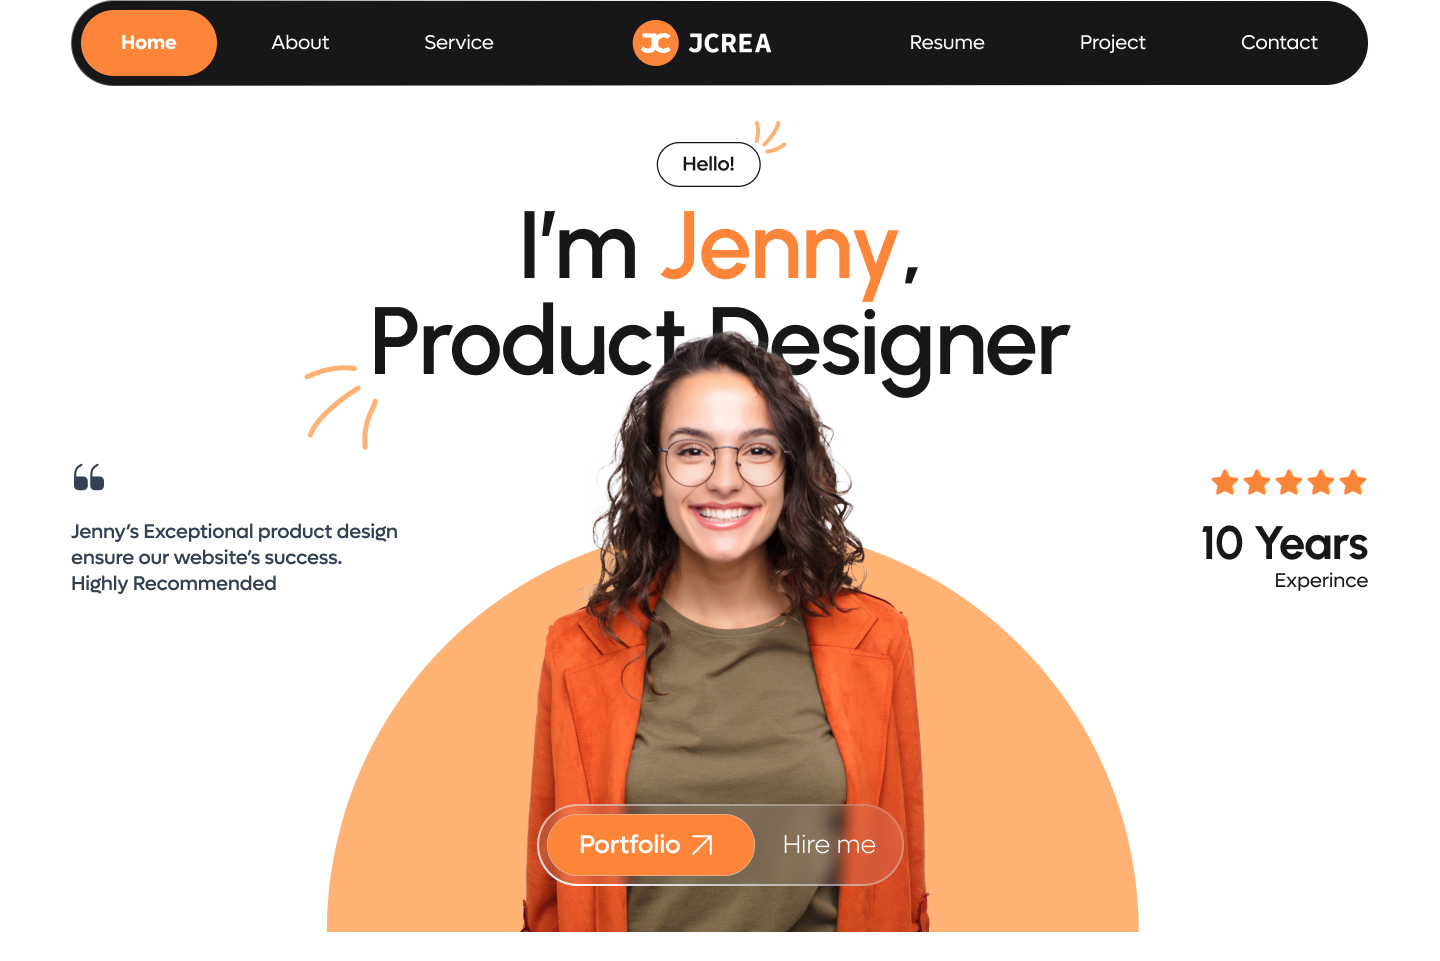 Home About Service JC JCREA Resume Project Contact
Hello!
I'm Jenny,
Product Designer
Jenny's Exceptional product design
ensure our website's success.
Highly Recommended
10 Years
Experince
Portfolio Hire me